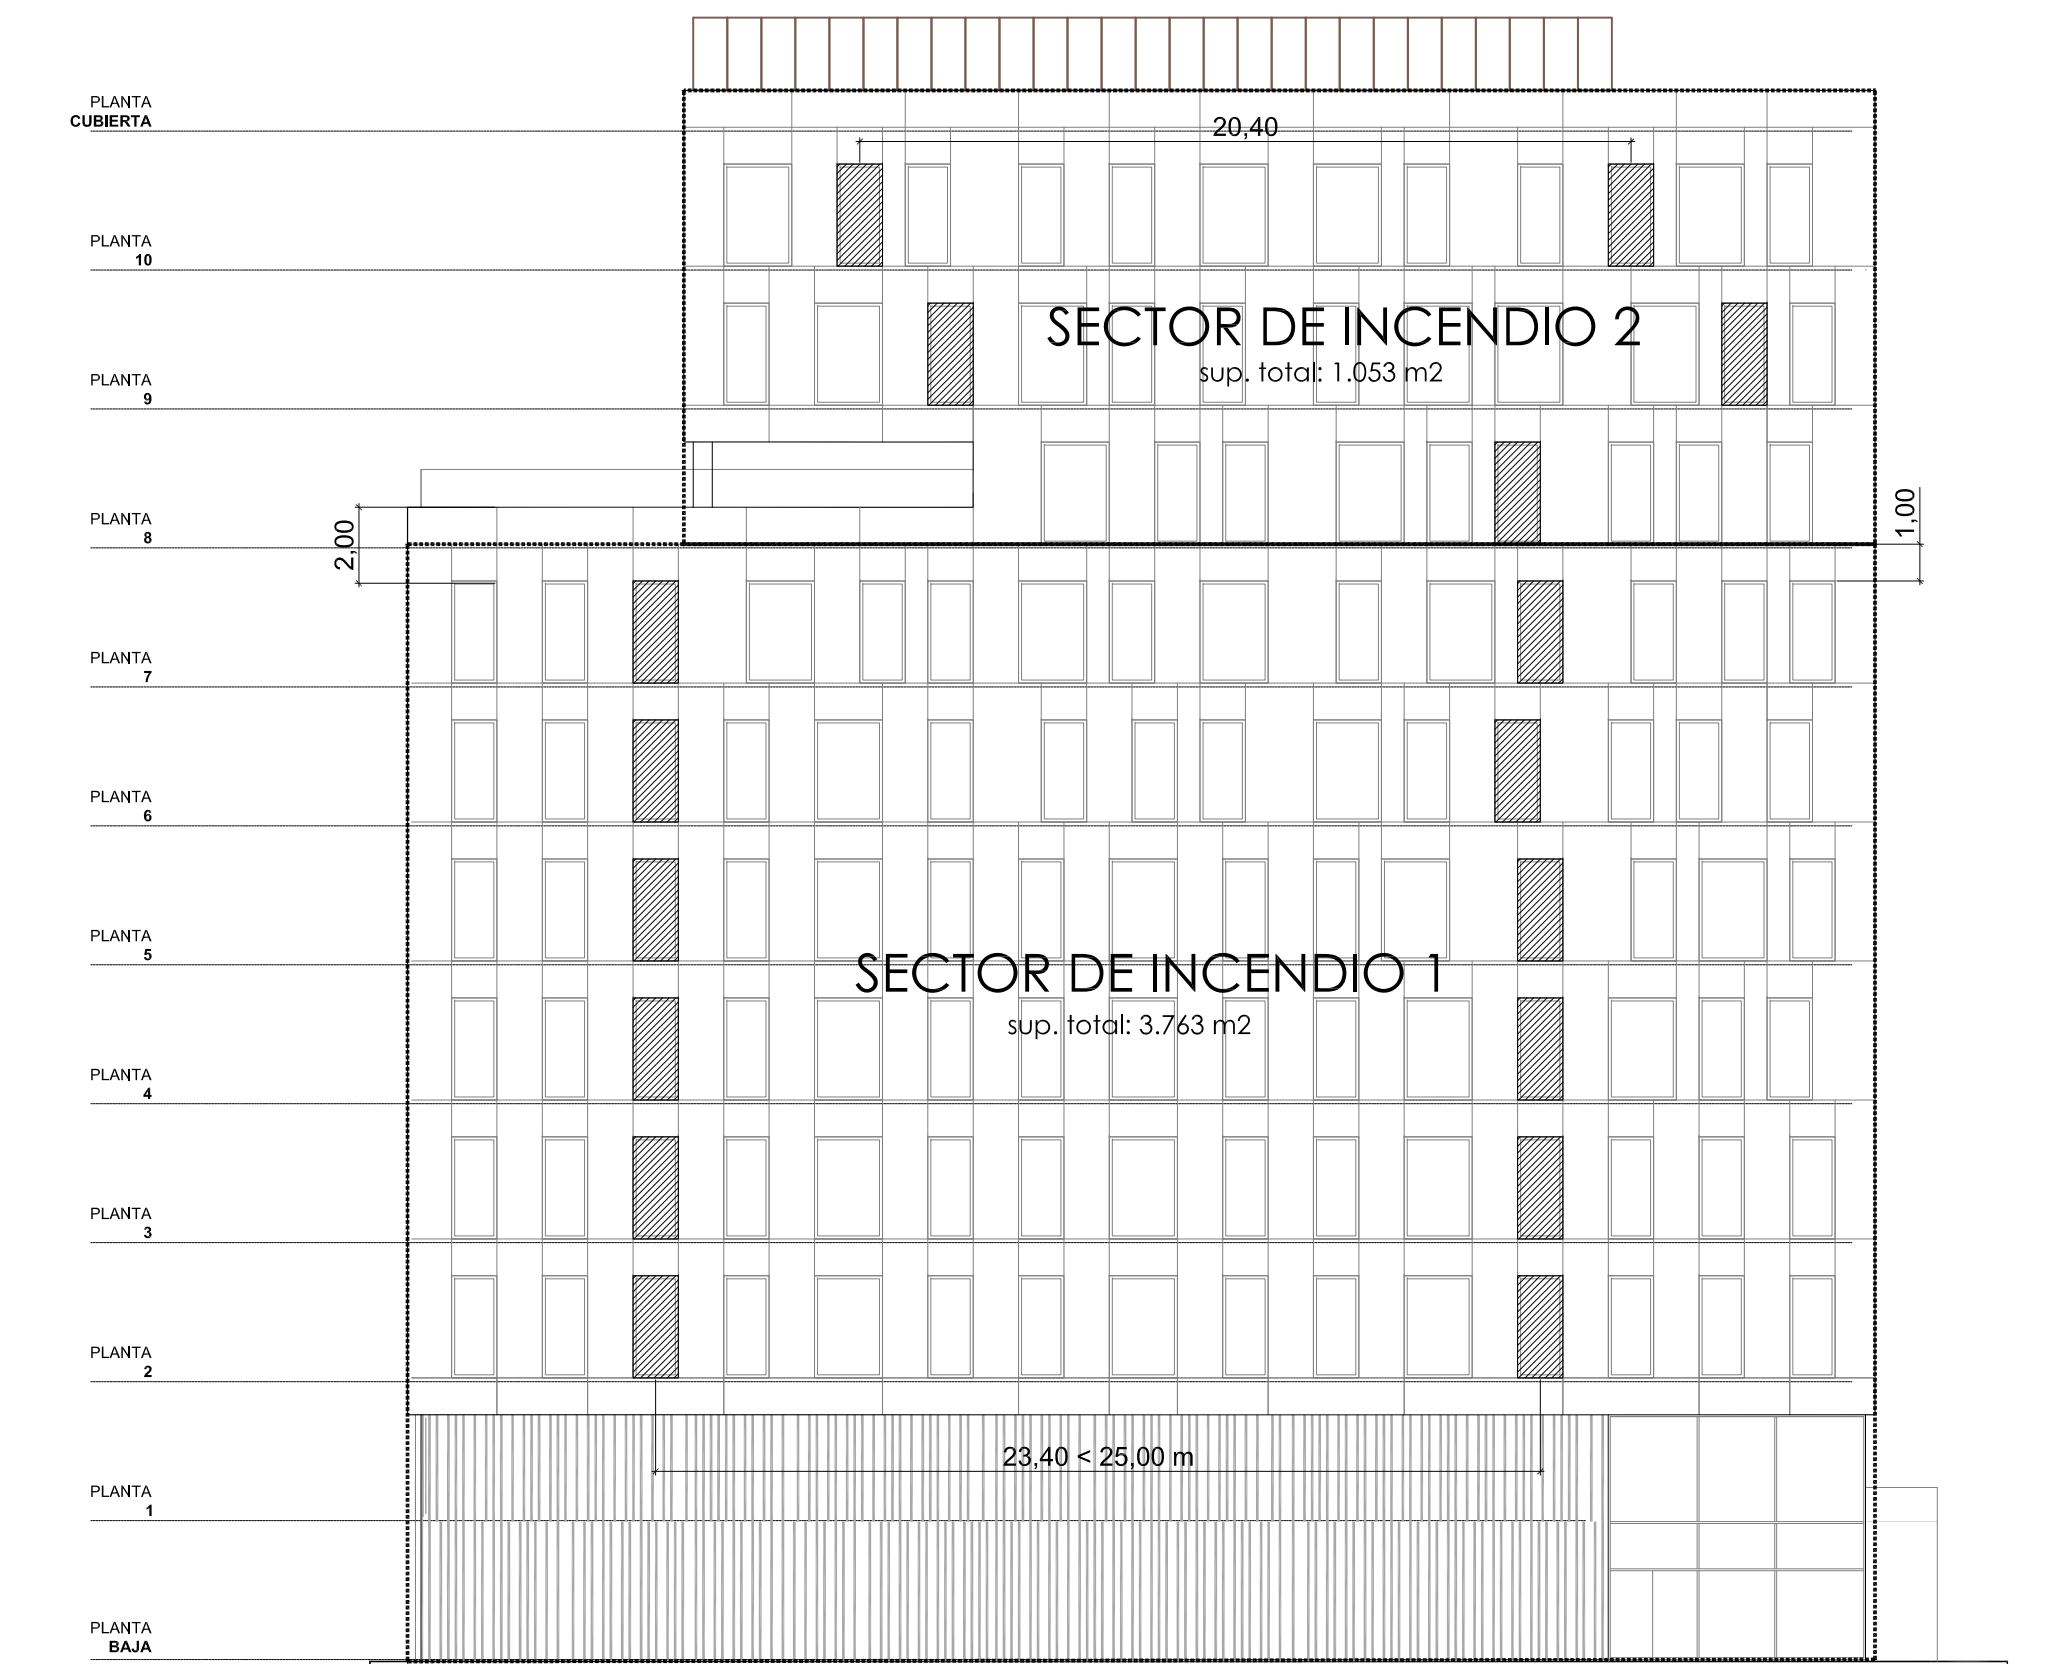 PLANTA
CUBIERTA
20,40
PLANTA
10
SECTOR DE INCENDIO 2
sup. total: 1.053 m2
PLANTA
9
PLANTA
8
2,00
1,00
PLANTA
7
PLANTA
6
PLANTA
5
SECTOR DE INCENDIO 1
sup. total: 3.763 m2
PLANTA
4
PLANTA
3
PLANTA
2
23,40 < 25,00 m
PLANTA
1
PLANTA
BAJA